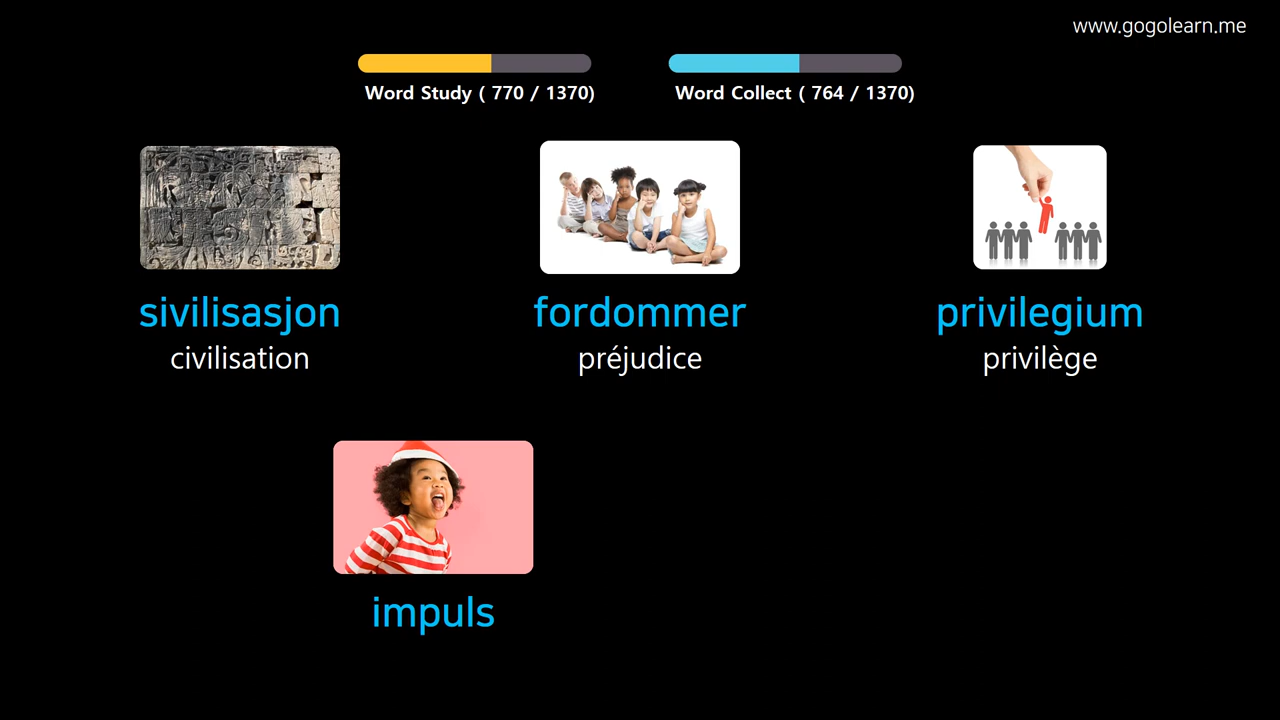 www.gogolearn.me
Word Study ( 770 / 1370)
Word Collect ( 764 / 1370)
sivilisasjon
civilisation
fordommer
préjudice
privilegium
privilège
impuls